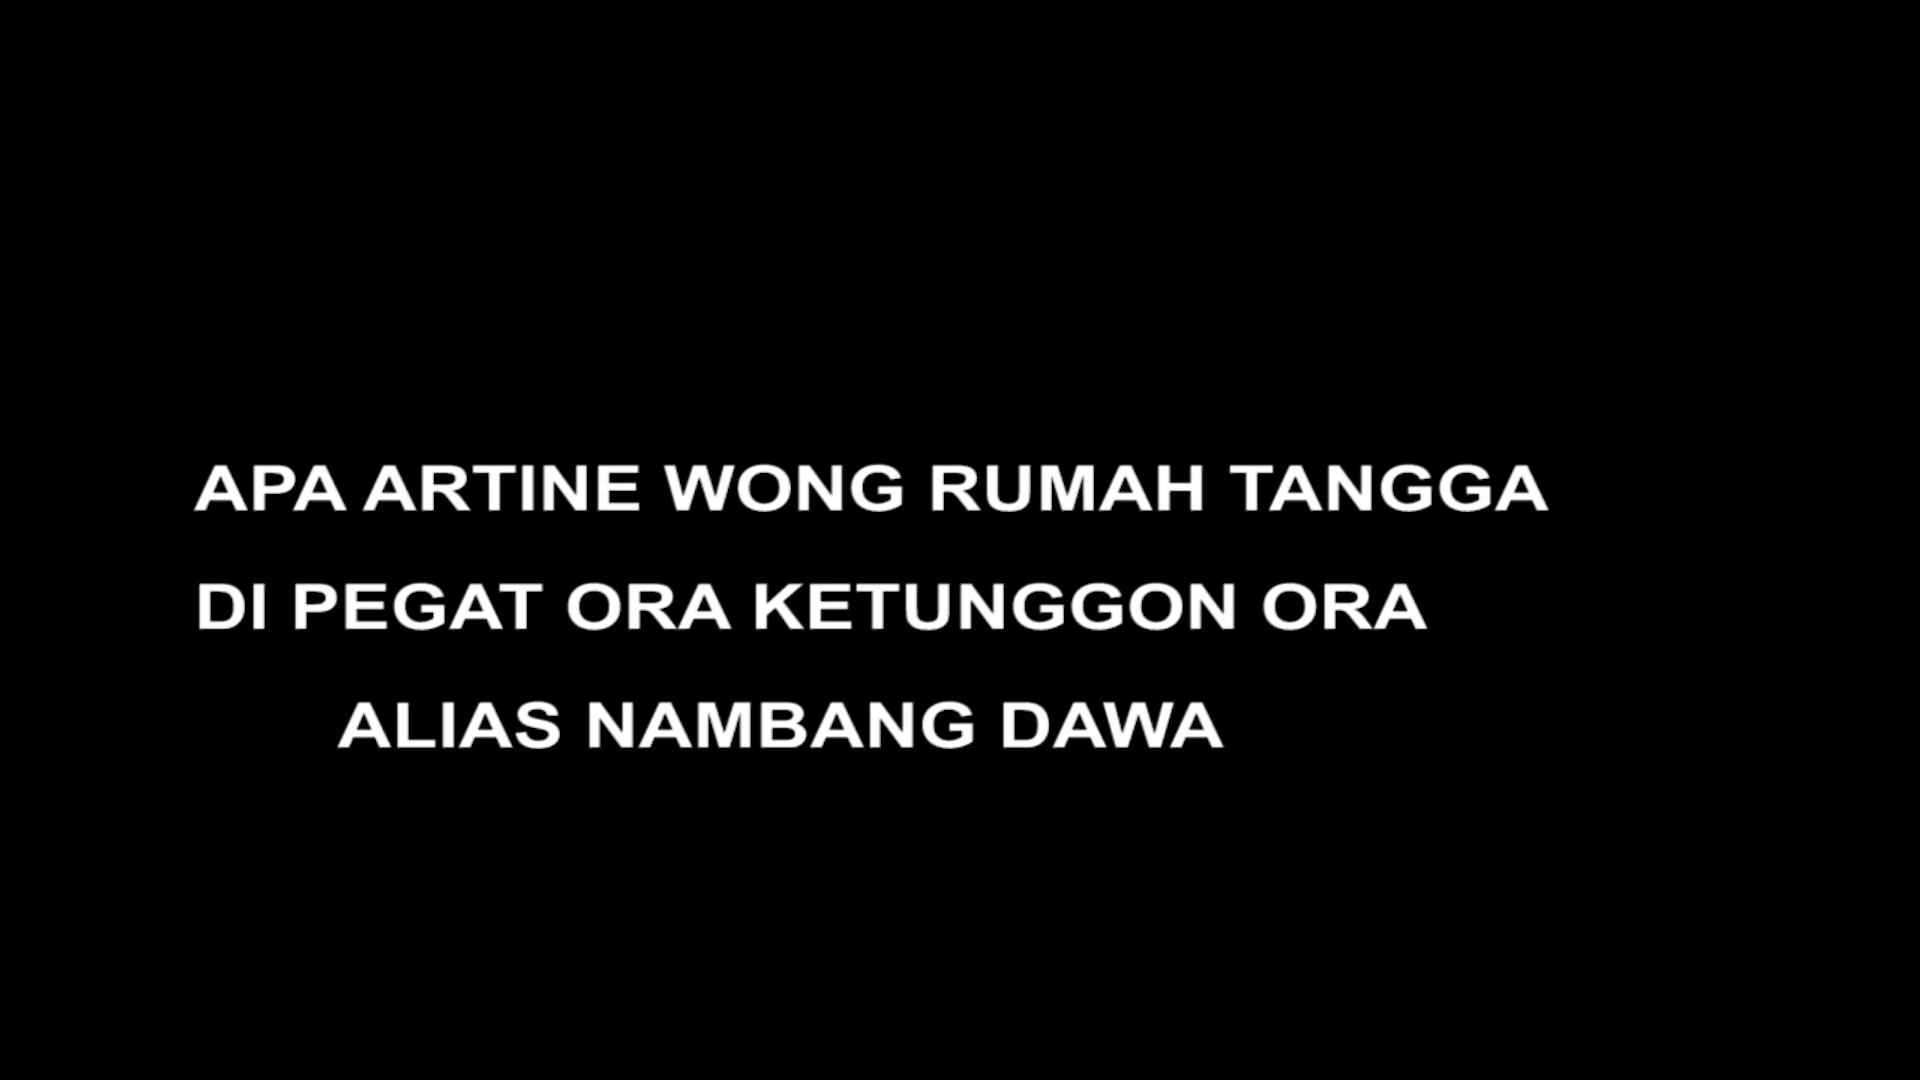 APA ARTINE WONG RUMAH TANGGA
DI PEGAT ORA KETUNGGON ORA
ALIAS NAMBANG DAWA